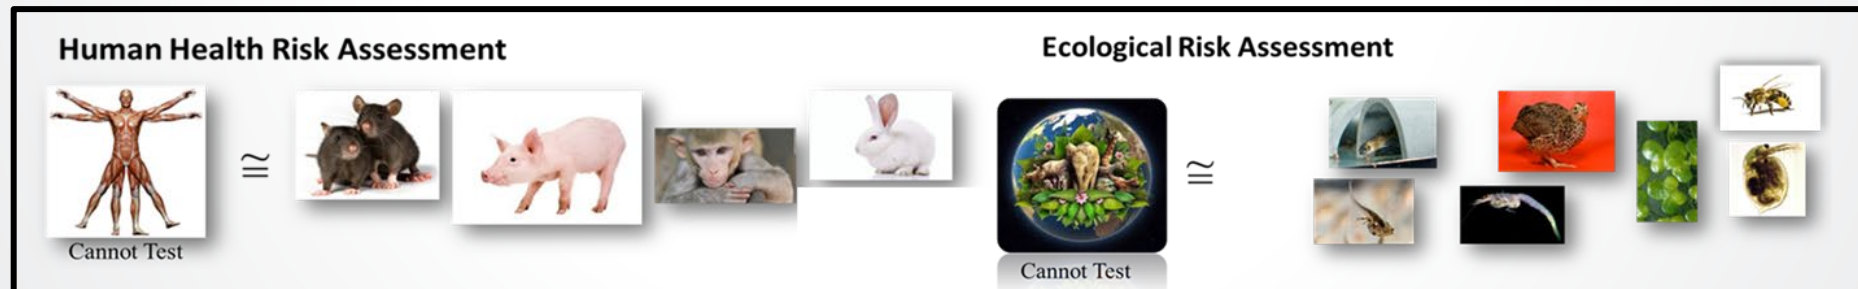 Human Health Risk Assessment
Ecological Risk Assessment
≅
≅
Cannot Test
Cannot Test